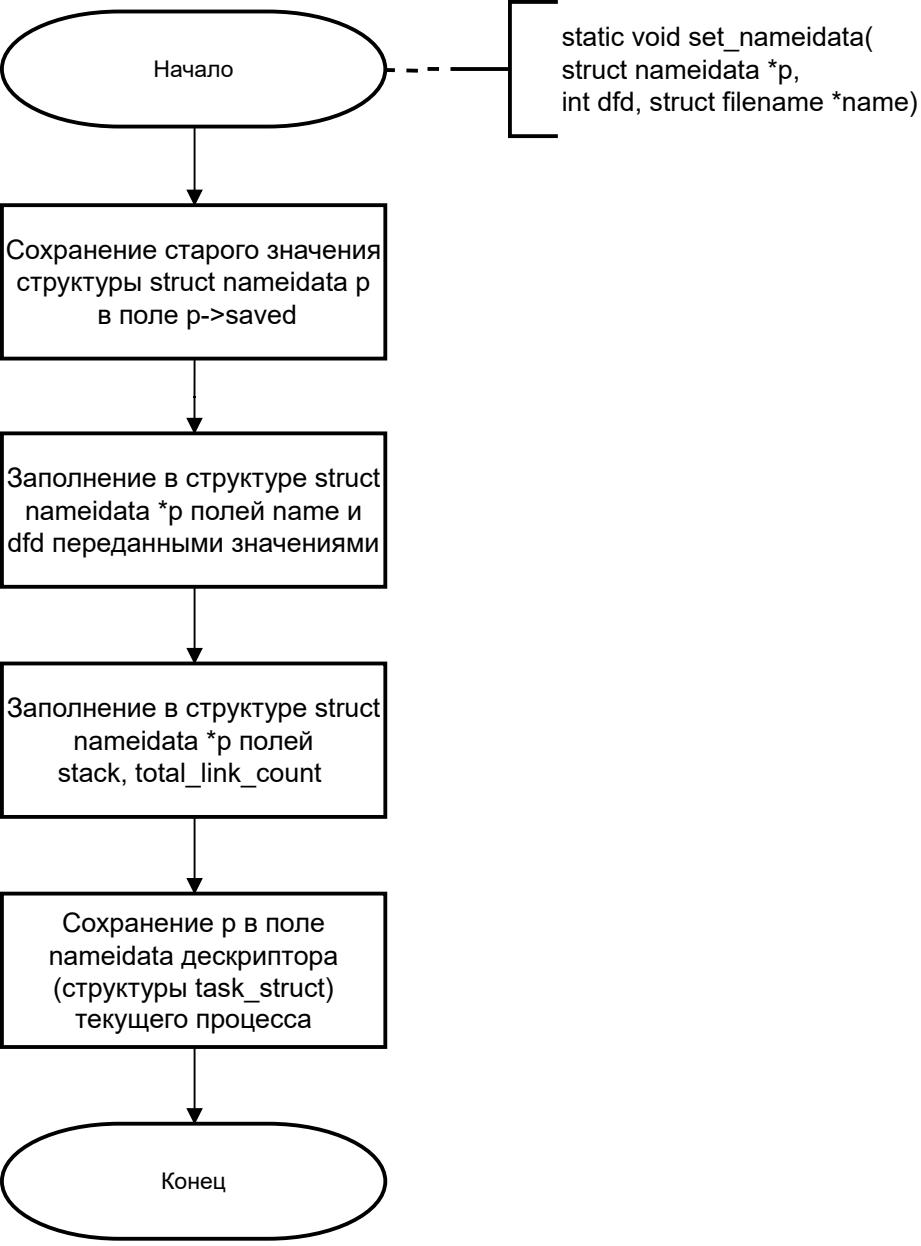 Начало
static void set_nameidata(
struct nameidata *p,
int dfd, struct filename *name)
Сохранение старого значения
структуры struct nameidata p
в поле p->saved
Заполнение в структуре struct
nameidata *p полей name и
dfd переданными значениями
Заполнение в структуре struct
nameidata *p полей
stack, total_link_count
Сохранение p в поле
nameidata дескриптора
(структуры task_struct)
текущего процесса
Конец